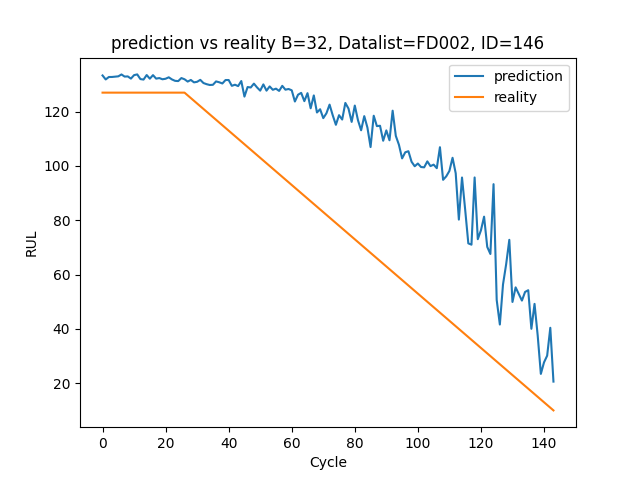 prediction vs reality B=32, Datalist=FD002, ID=146
prediction
reality
RUL
120
100
80
60
40
20
0 20 40 60 80 100 120 140
Cycle